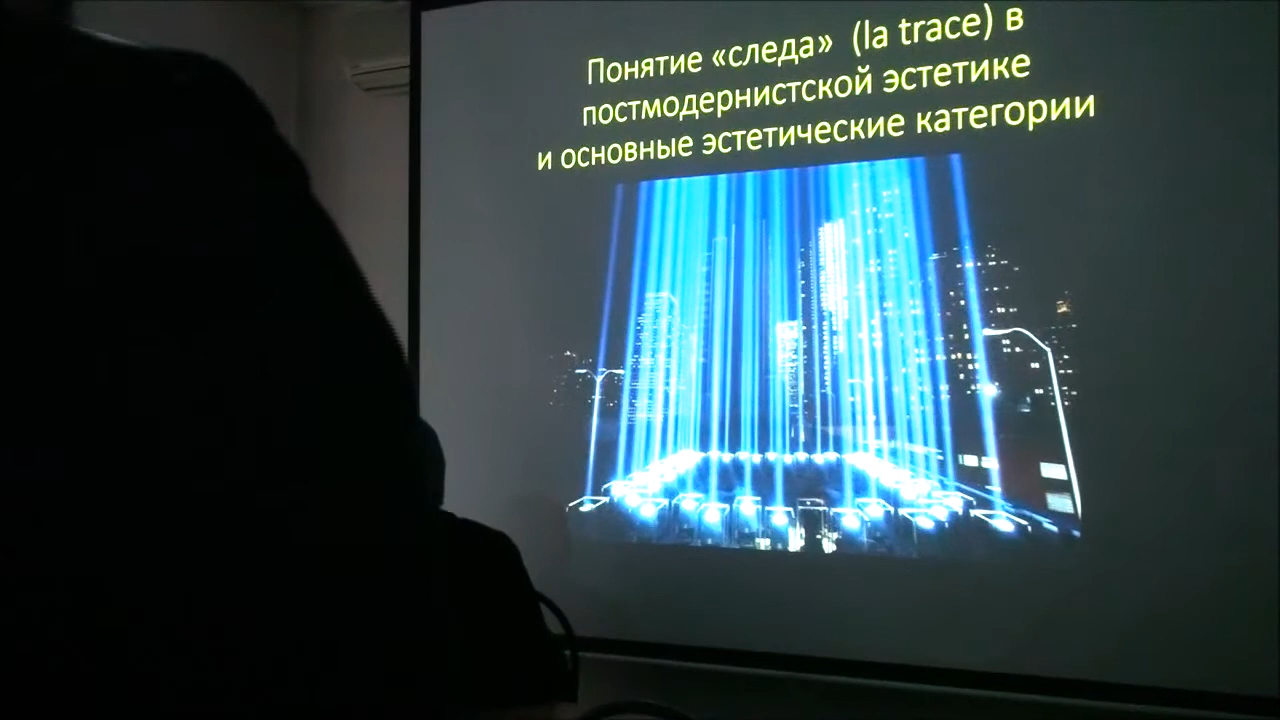 Понятие «следа» (la trace) в
постмодернистской эстетике
и основные эстетические категории